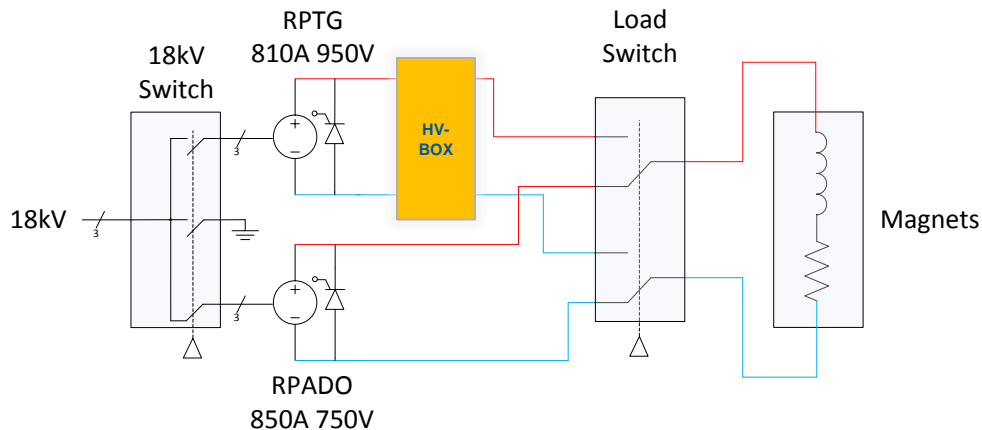 RPTG
810A 950V
Load
Switch
18kV
Switch
HV-
BOX
3
18kV
3
Magnets
3
RPADO
850A 750V